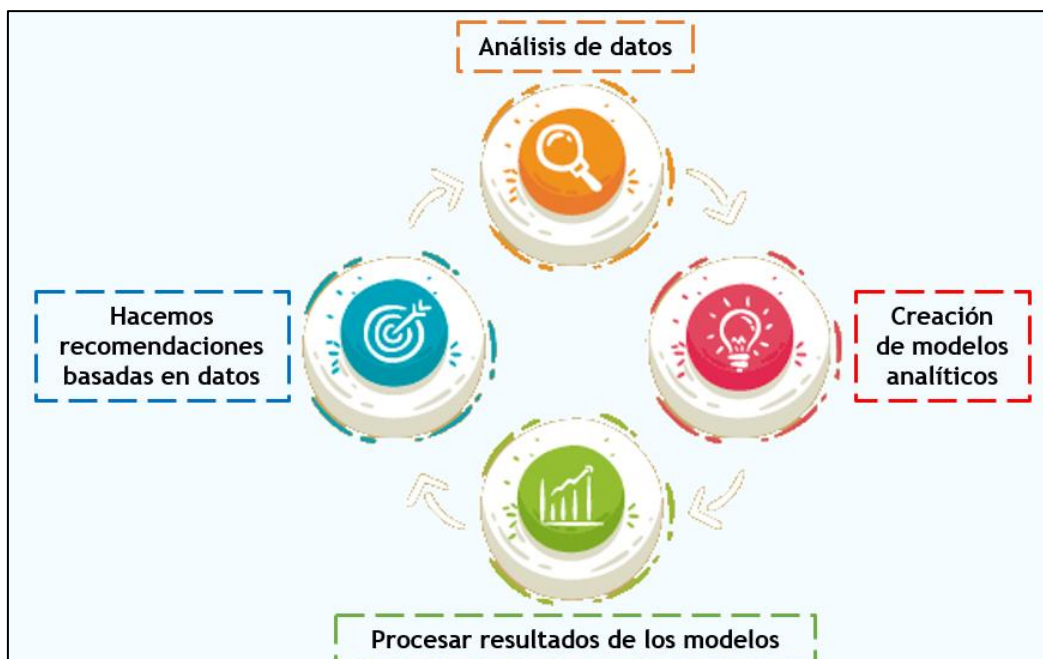 Análisis de datos
Hacemos
recomendaciones
basadas en datos
Creación
de modelos
analíticos
Procesar resultados de los modelos